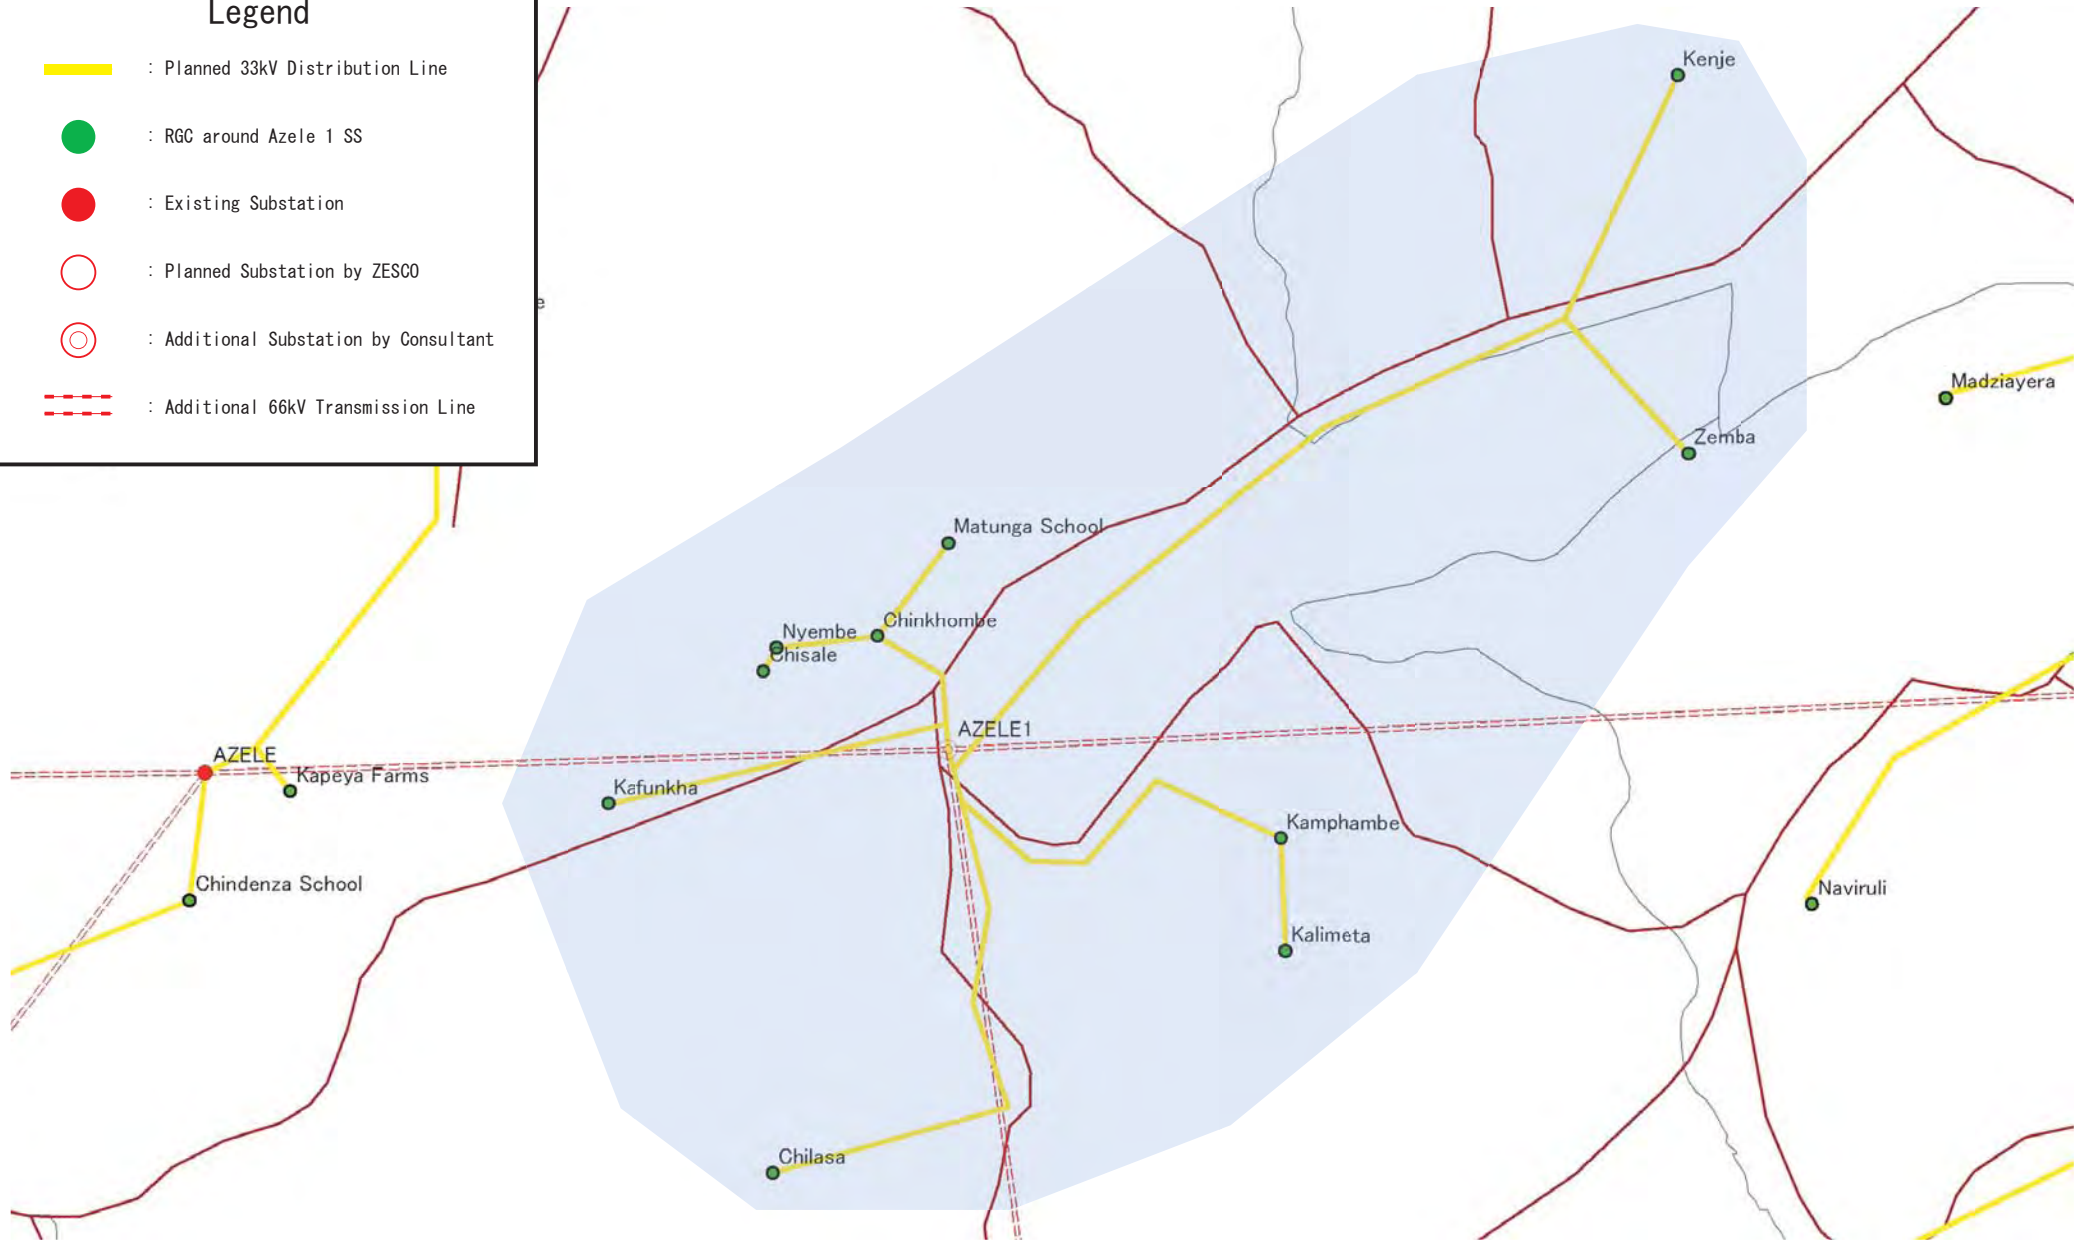 Legend
: Planned 33kV Distribution Line
: RGC around Azele 1 SS
: Existing Substation
: Planned Substation by ZESCO
: Additional Substation by Consultant
: Additional 66kV Transmission Line
e
Kenje
Madziayera
Zemba
Matunga School
Chinkhombe
Nyembe
Chisale
AZELE1
AZELE
Kapeya Farms
Kafunkha
Kamphambe
Chindenza School
Naviruli
Kalimeta
Chilasa